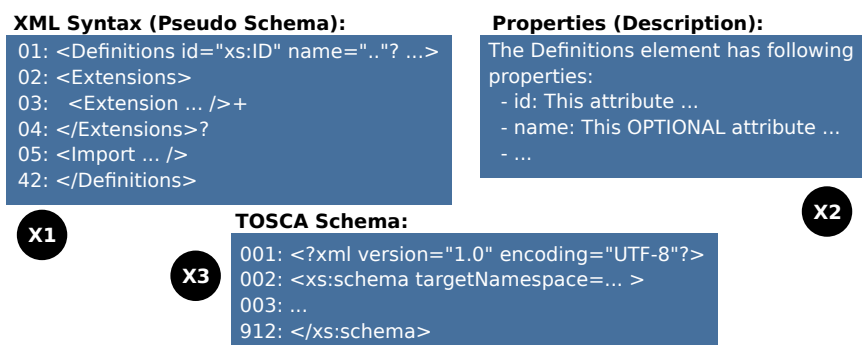 XML Syntax (Pseudo Schema):
01: <Definitions id="xs:ID" name=".."? ...>
02: <Extensions>
03:   <Extension ... />+
04: </Extensions>?
05: <Import ... />
42: </Definitions>
X1
Properties (Description):
The Definitions element has following
properties:
- id: This attribute ...
- name: This OPTIONAL attribute ...
- ...
X2
TOSCA Schema:
X3
001: <?xml version="1.0" encoding="UTF-8"?>
002: <xs:schema targetNamespace=... >
003: ...
912: </xs:schema>